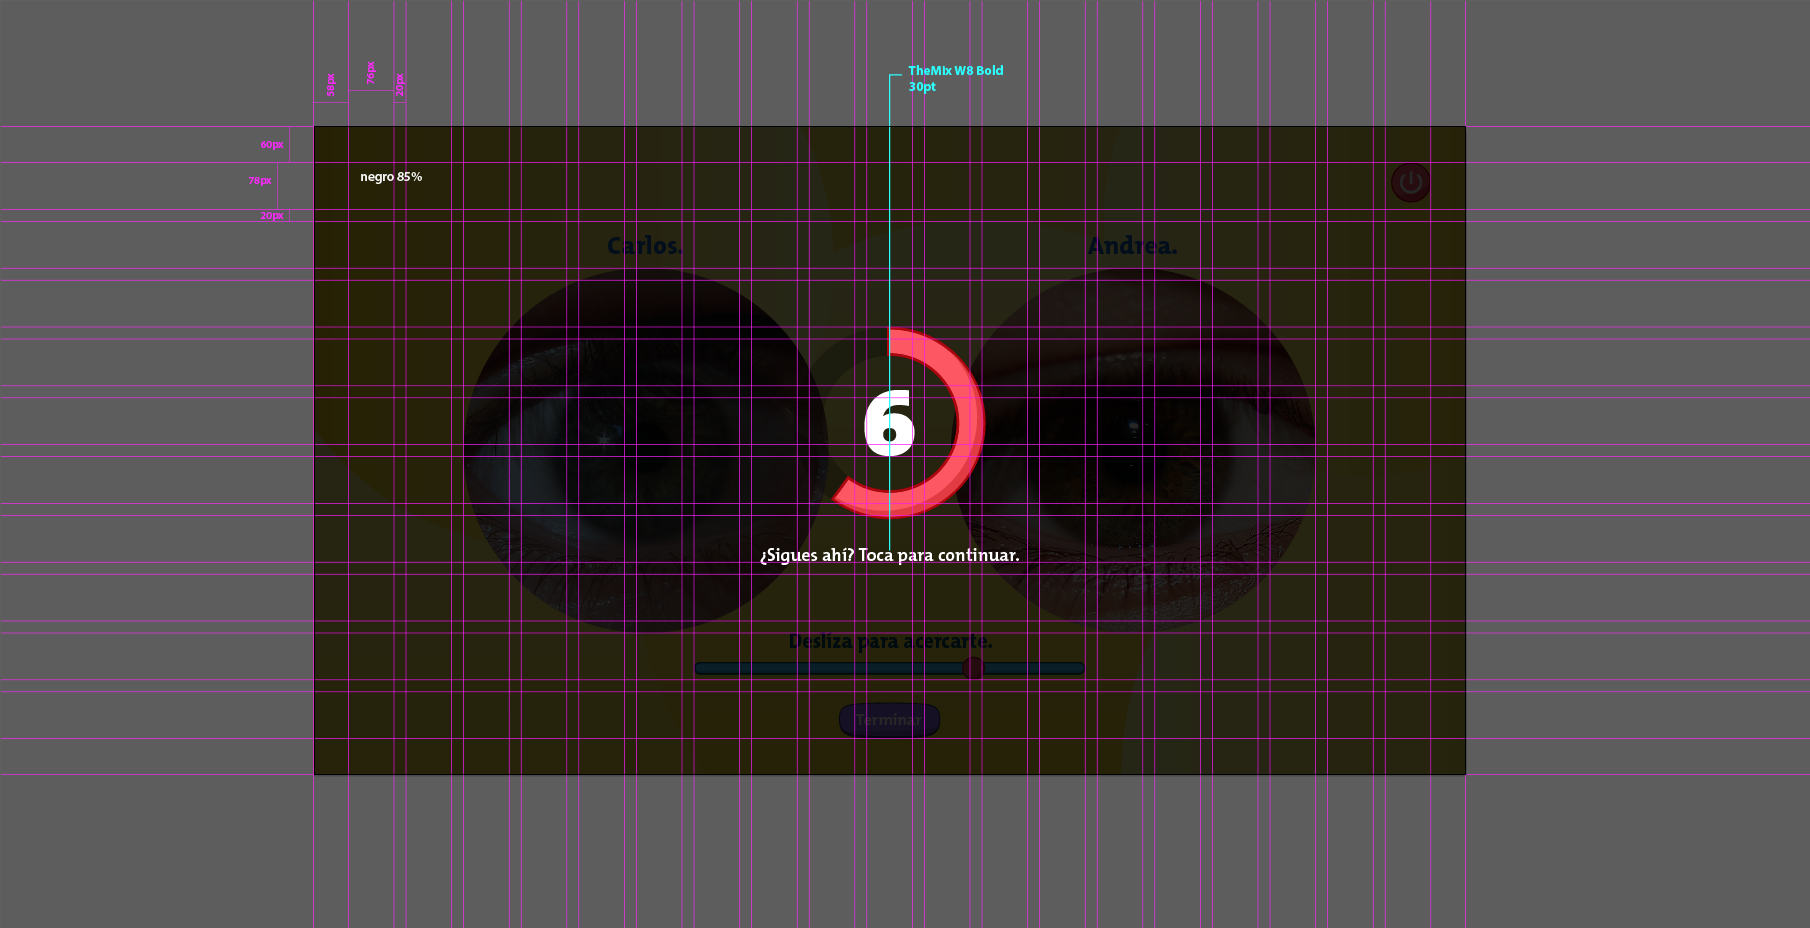 58px
76px
20px
TheMix W8 Bold
30pt
60px
78px
20px
negro 85%
Carlos.
Andrea.
6
¿Sigues ahí? Toca para continuar.
Desliza para acercarte.
Terminar